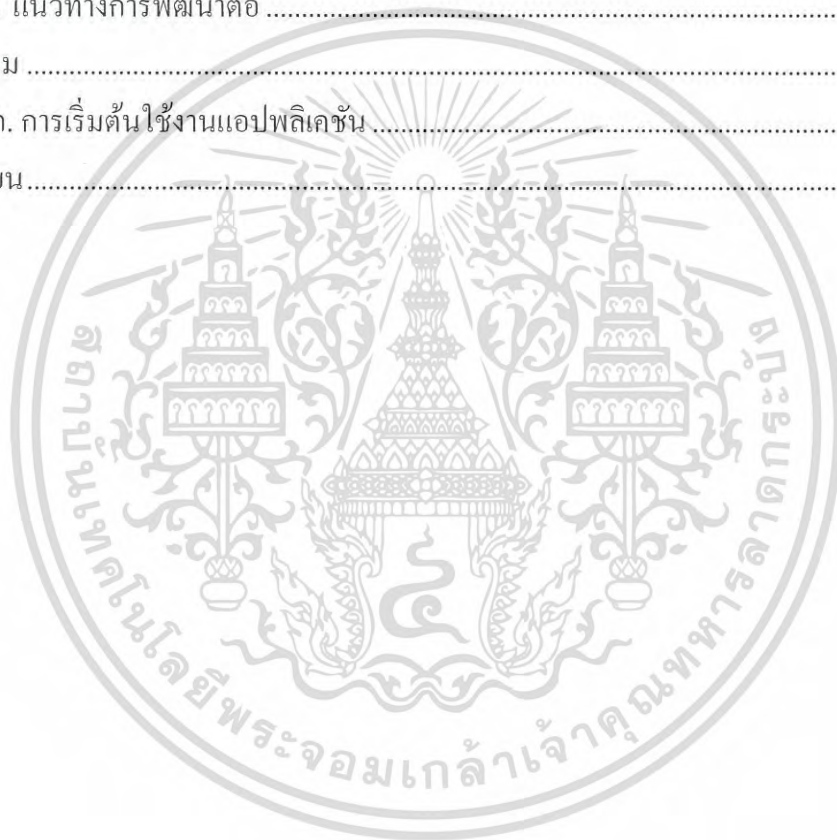 แนวทางการพัฒนาต่อ
ม
ก. การเริ่มต้นใช้งานแอปพลิเคชัน
ยน
สถาบันเทคโนโลยีพระจอมเกล้าเจ้าคุณทหารลาดกระบัง
๔